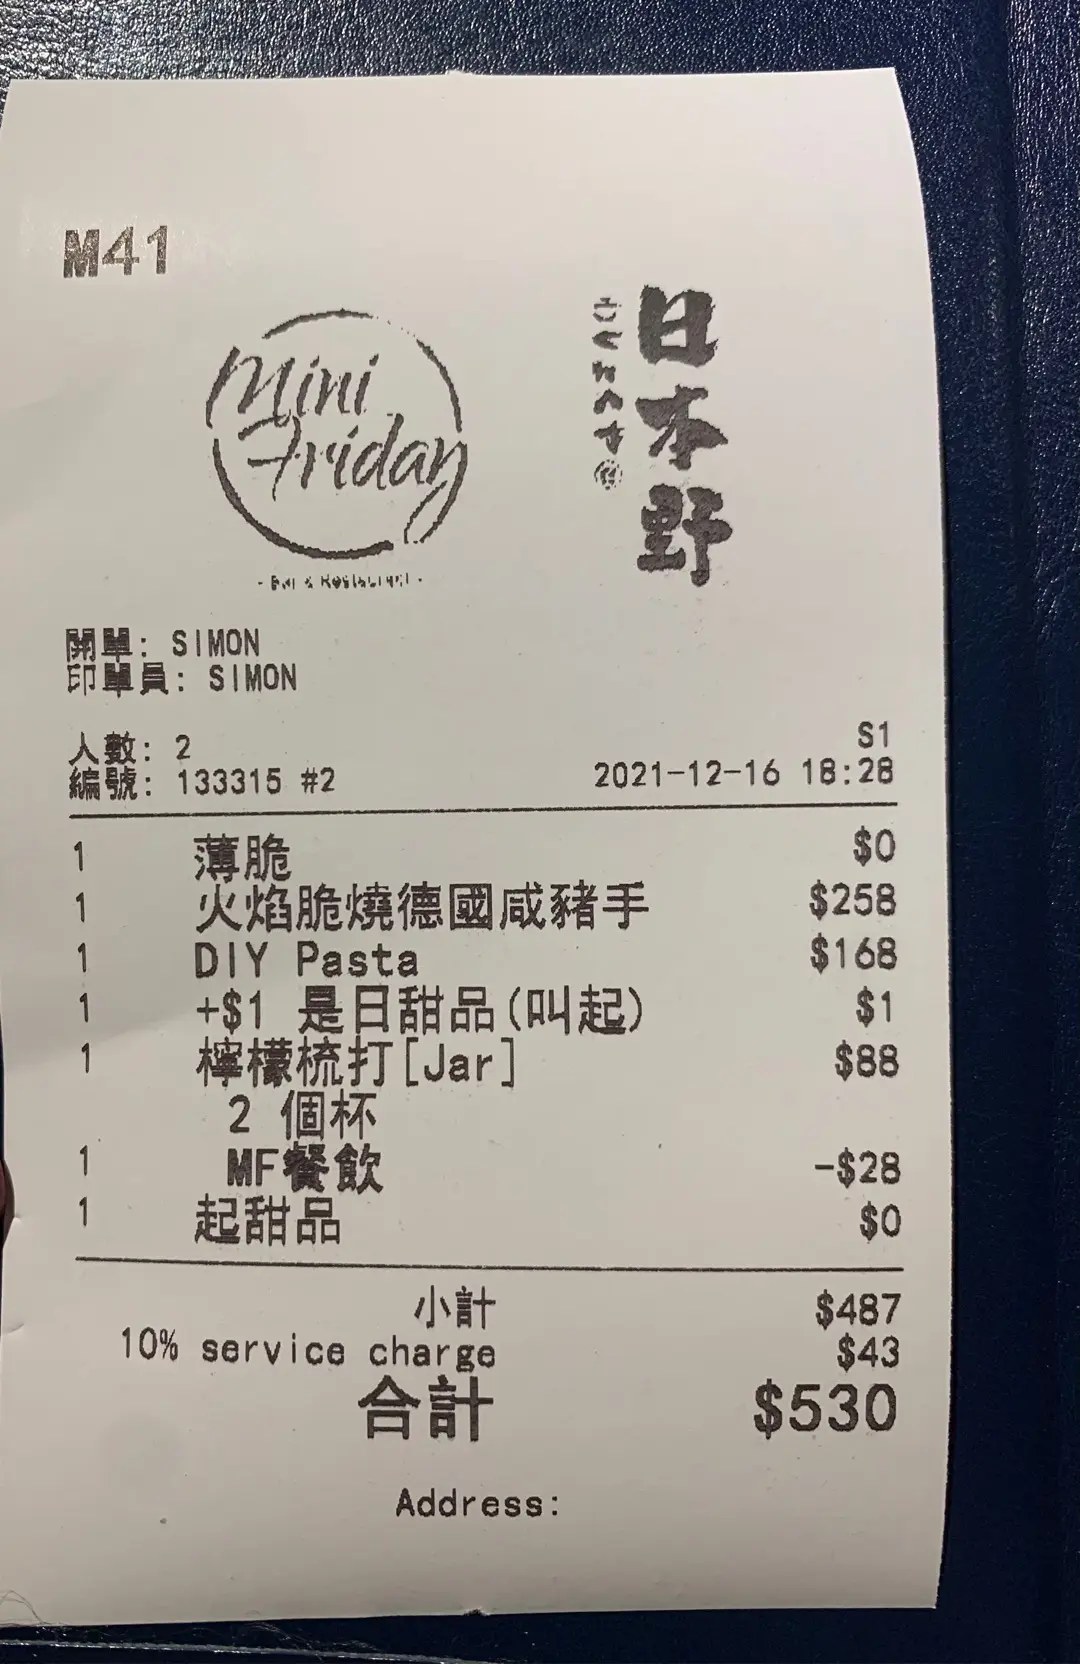 M41
Mini
Friday
- Bar & Restaurant -
日本野
開單: SIMON
印單員: SIMON
人數: 2
S1
編號: 133315 #2 2021-12-16 18:28
1 薄脆 $0
1 火焰脆燒德國咸豬手 $258
1 DIY Pasta $168
1 +$1 是日甜品(叫起) $1
1 檸檬梳打[Jar] $88
2 個杯
1 MF餐飲 -$28
1 起甜品 $0
小計 $487
10% service charge $43
合計 $530
Address: